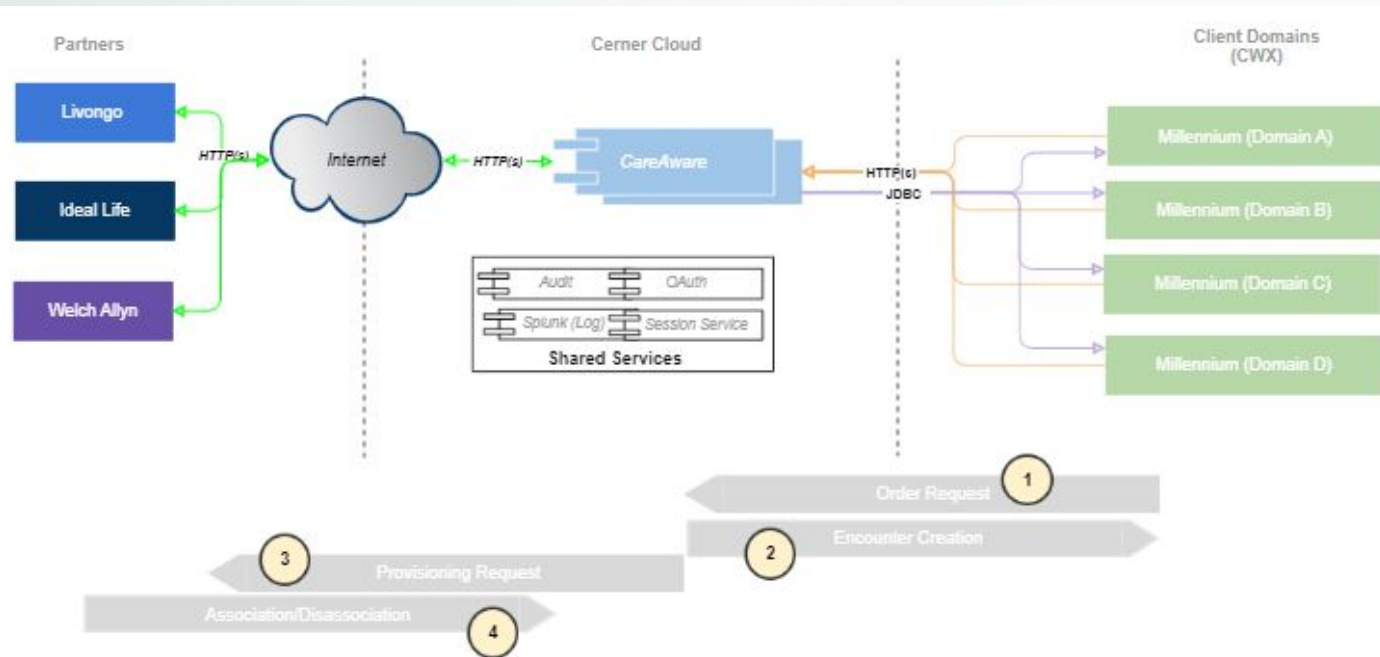 Partners
Cerner Cloud
Client Domains
(CWX)
Livongo
Ideal Life
Welch Allyn
HTTP(s)
Internet
HTTP(s)
CareAware
HTTP(s)
JDBC
Millennium (Domain A)
Millennium (Domain B)
Millennium (Domain C)
Millennium (Domain D)
Audit
OAuth
Splunk (Log)
Session Service
Shared Services
Order Request
1
2
Encounter Creation
3
Provisioning Request
Association/Disassociation
4